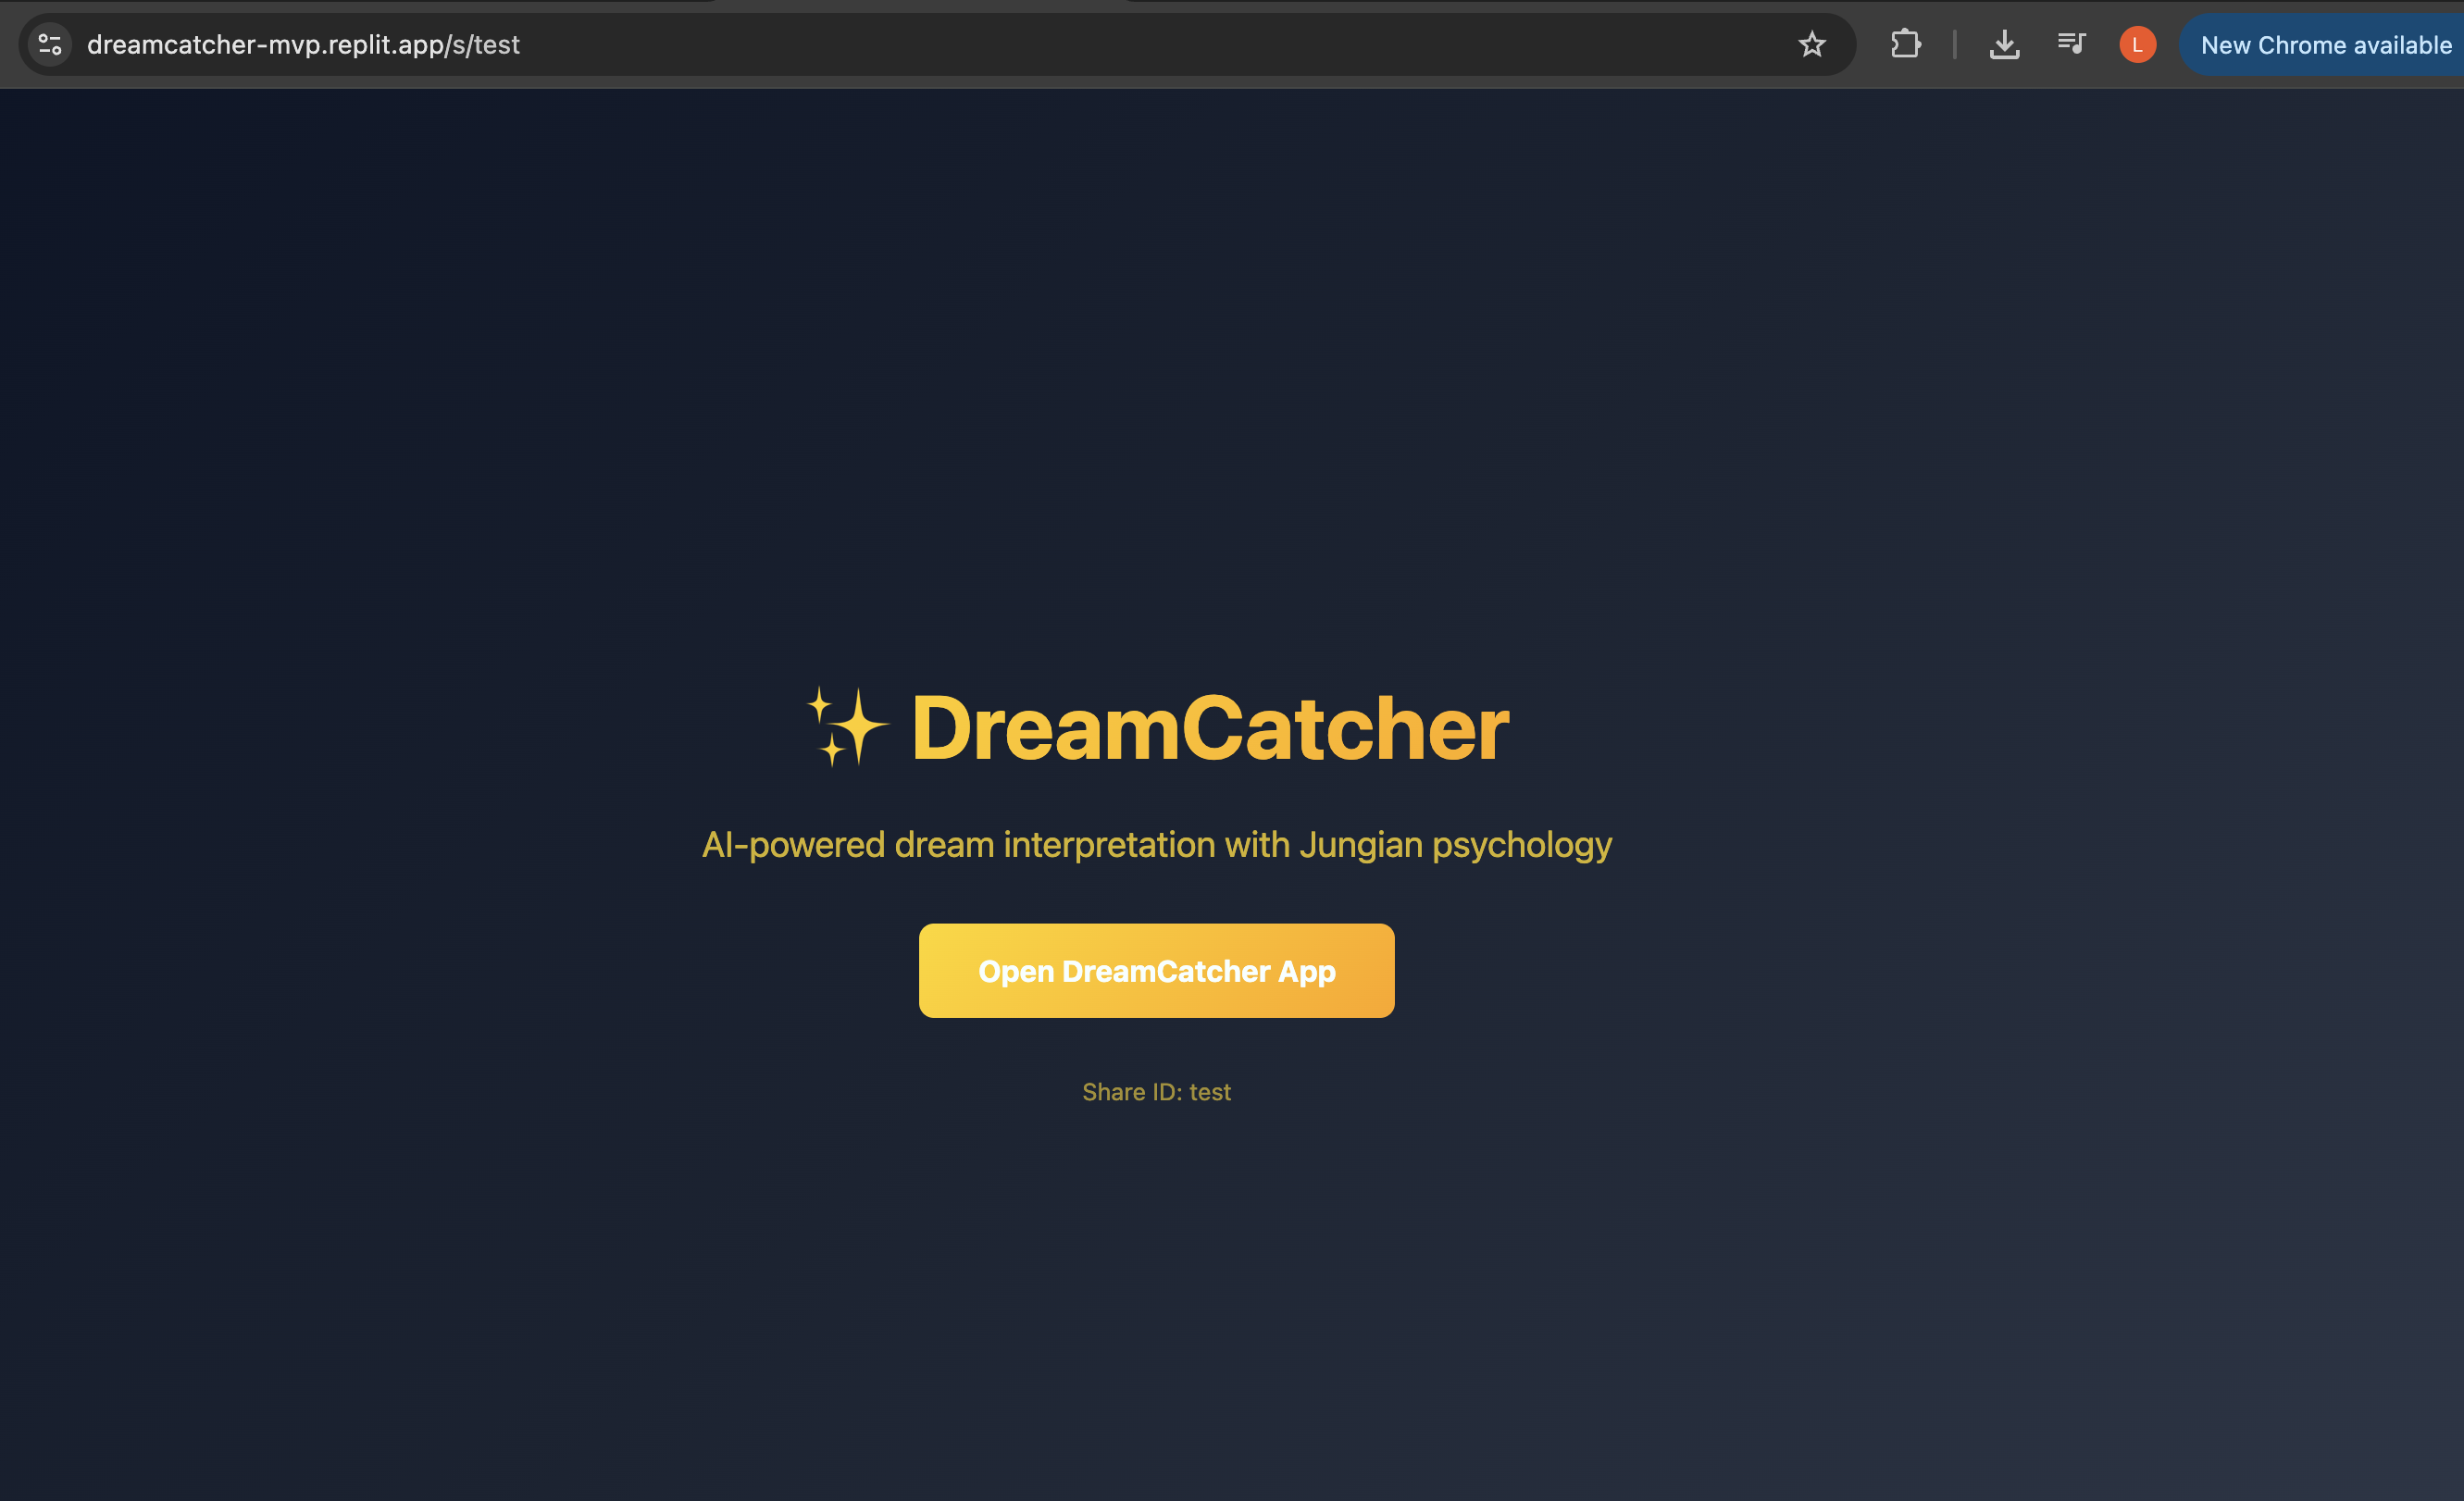 dreamcatcher-mvp.replit.app/s/test
L
New Chrome available
✨ DreamCatcher
AI-powered dream interpretation with Jungian psychology
Open DreamCatcher App
Share ID: test